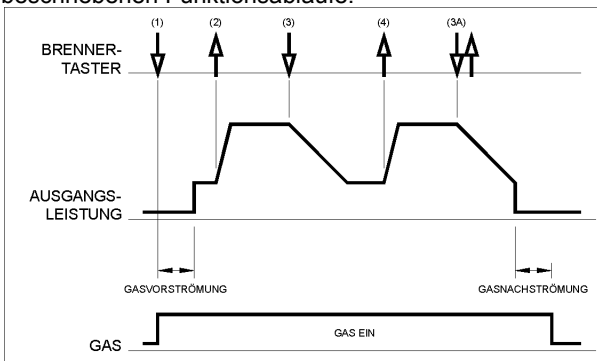 beschriebenen Funktionsabläufe.
(1) (2) (3) (4) (3A)
BRENNER-
TASTER
AUSGANGS-
LEISTUNG
GASVORSTRÖMUNG GASNACHSTRÖMUNG
GAS EIN
GAS